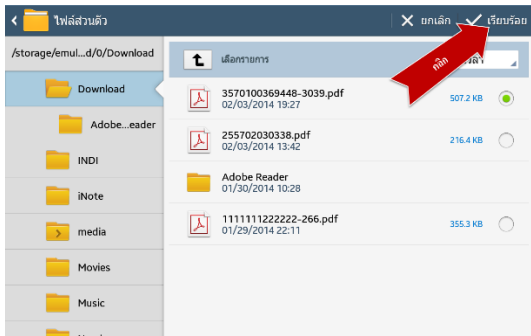 ไฟล์ส่วนตัว
ยกเลิก
เรียบร้อย
/storage/emul...d/0/Download
เลือกรายการ
คลิก
Download
3570100369448-3039.pdf
02/03/2014 19:27
507.2 KB
Adobe...eader
255702030338.pdf
02/03/2014 13:42
216.4 KB
INDI
Adobe Reader
01/30/2014 10:28
iNote
1111111222222-266.pdf
01/29/2014 22:11
355.3 KB
media
Movies
Music